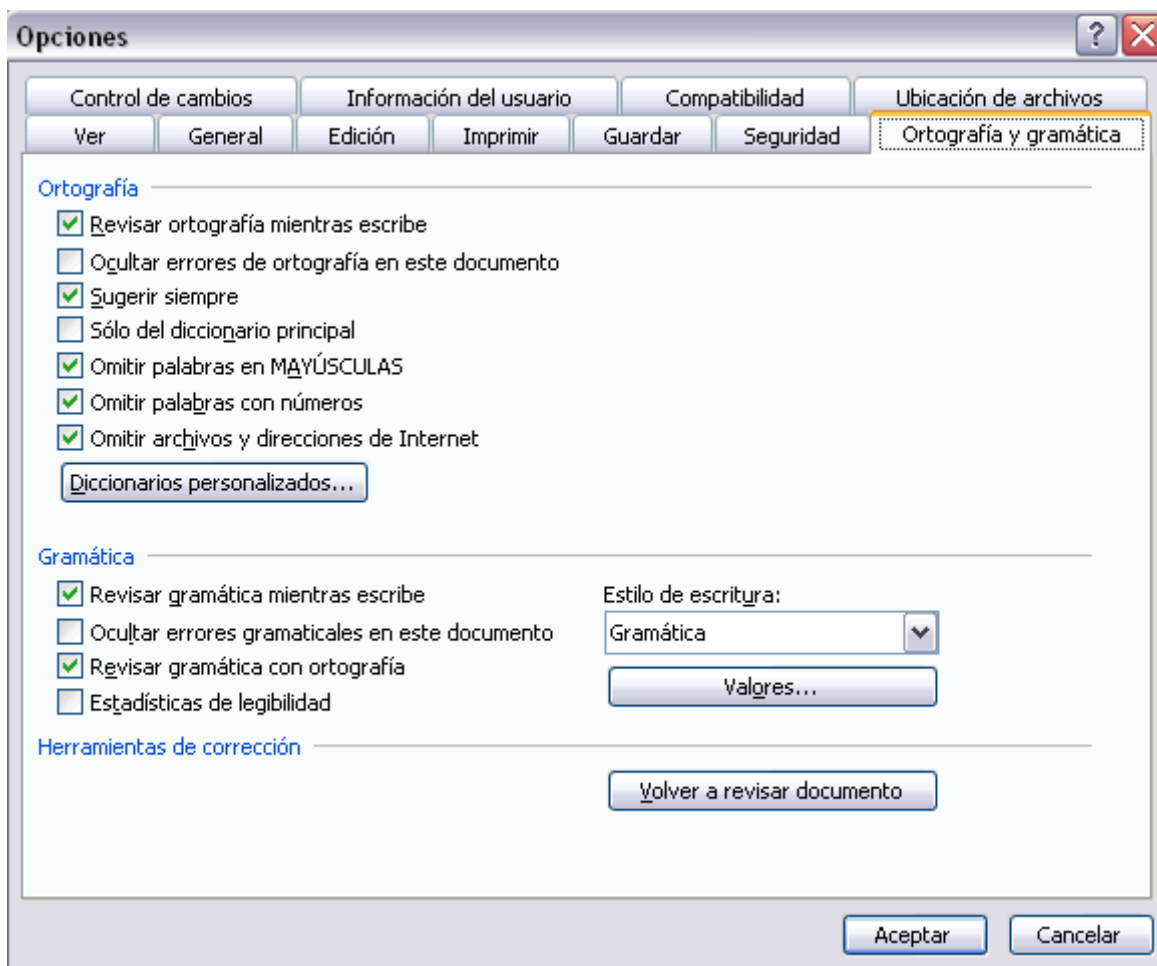 Opciones
?
Control de cambios Información del usuario Compatibilidad Ubicación de archivos
Ver General Edición Imprimir Guardar Seguridad Ortografía y gramática
Ortografía
Revisar ortografía mientras escribe
Ocultar errores de ortografía en este documento
Sugerir siempre
Sólo del diccionario principal
Omitir palabras en MAYÚSCULAS
Omitir palabras con números
Omitir archivos y direcciones de Internet
Diccionarios personalizados...
Gramática
Revisar gramática mientras escribe
Estilo de escritura:
Ocultar errores gramaticales en este documento
Gramática
Revisar gramática con ortografía
Valores...
Estadísticas de legibilidad
Herramientas de corrección
Volver a revisar documento
Aceptar Cancelar